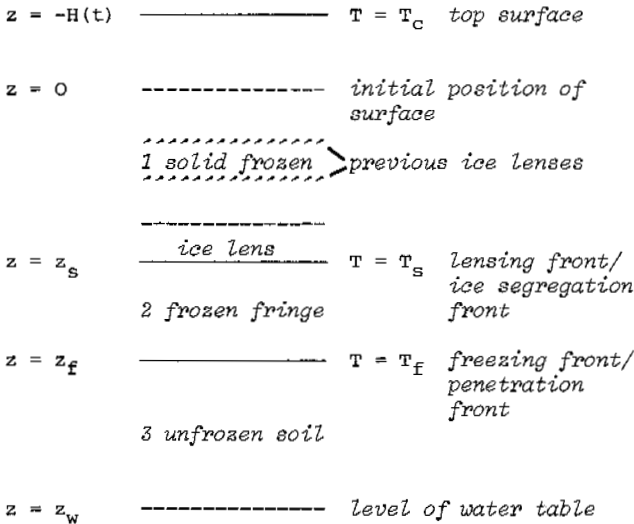 z = -H(t) T = T_c top surface
z = O initial position of
surface
1 solid frozen previous ice lenses
ice lens
z = z_s T = T_s lensing front/
ice segregation
2 frozen fringe front
z = z_f T = T_f freezing front/
penetration
front
3 unfrozen soil
z = z_w level of water table